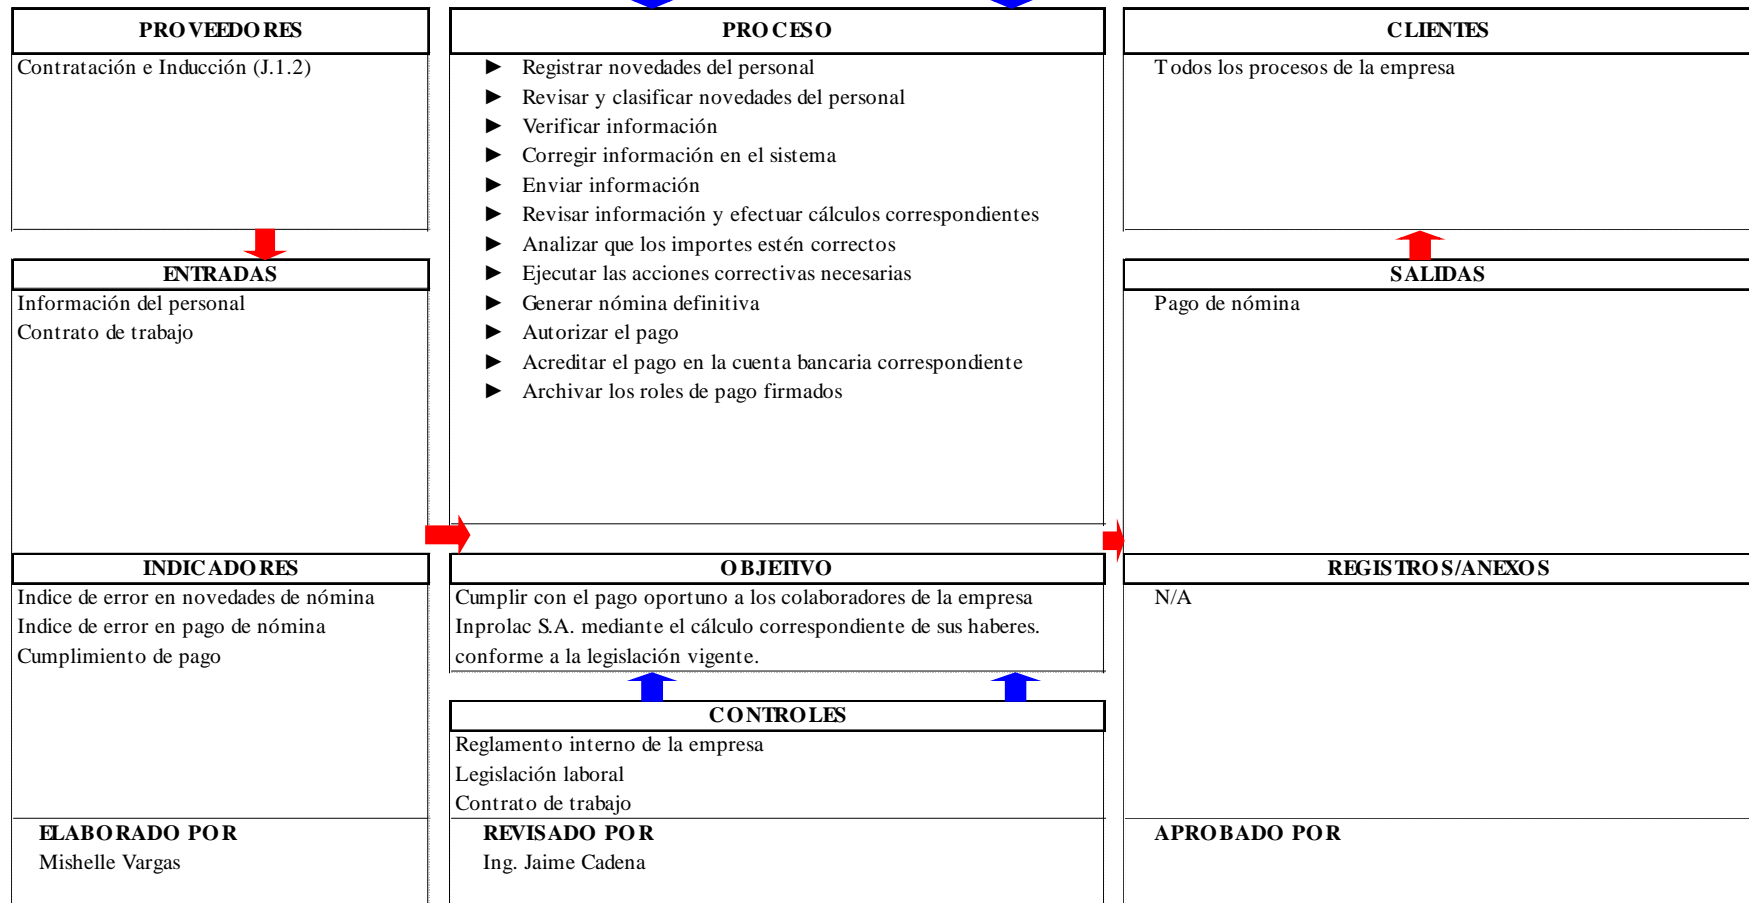 PROVEEDORES
Contratación e Inducción (J.1.2)
PROCESO
► Registrar novedades del personal
► Revisar y clasificar novedades del personal
► Verificar información
► Corregir información en el sistema
► Enviar información
► Revisar información y efectuar cálculos correspondientes
► Analizar que los importes estén correctos
► Ejecutar las acciones correctivas necesarias
► Generar nómina definitiva
► Autorizar el pago
► Acreditar el pago en la cuenta bancaria correspondiente
► Archivar los roles de pago firmados
CLIENTES
Todos los procesos de la empresa
ENTRADAS
Información del personal
Contrato de trabajo
SALIDAS
Pago de nómina
INDICADORES
Indice de error en novedades de nómina
Indice de error en pago de nómina
Cumplimiento de pago
OBJETIVO
Cumplir con el pago oportuno a los colaboradores de la empresa
Inprolac S.A. mediante el cálculo correspondiente de sus haberes.
conforme a la legislación vigente.
REGISTROS/ANEXOS
N/A
CONTROLES
Reglamento interno de la empresa
Legislación laboral
Contrato de trabajo
ELABORADO POR
Mishelle Vargas
REVISADO POR
Ing. Jaime Cadena
APROBADO POR